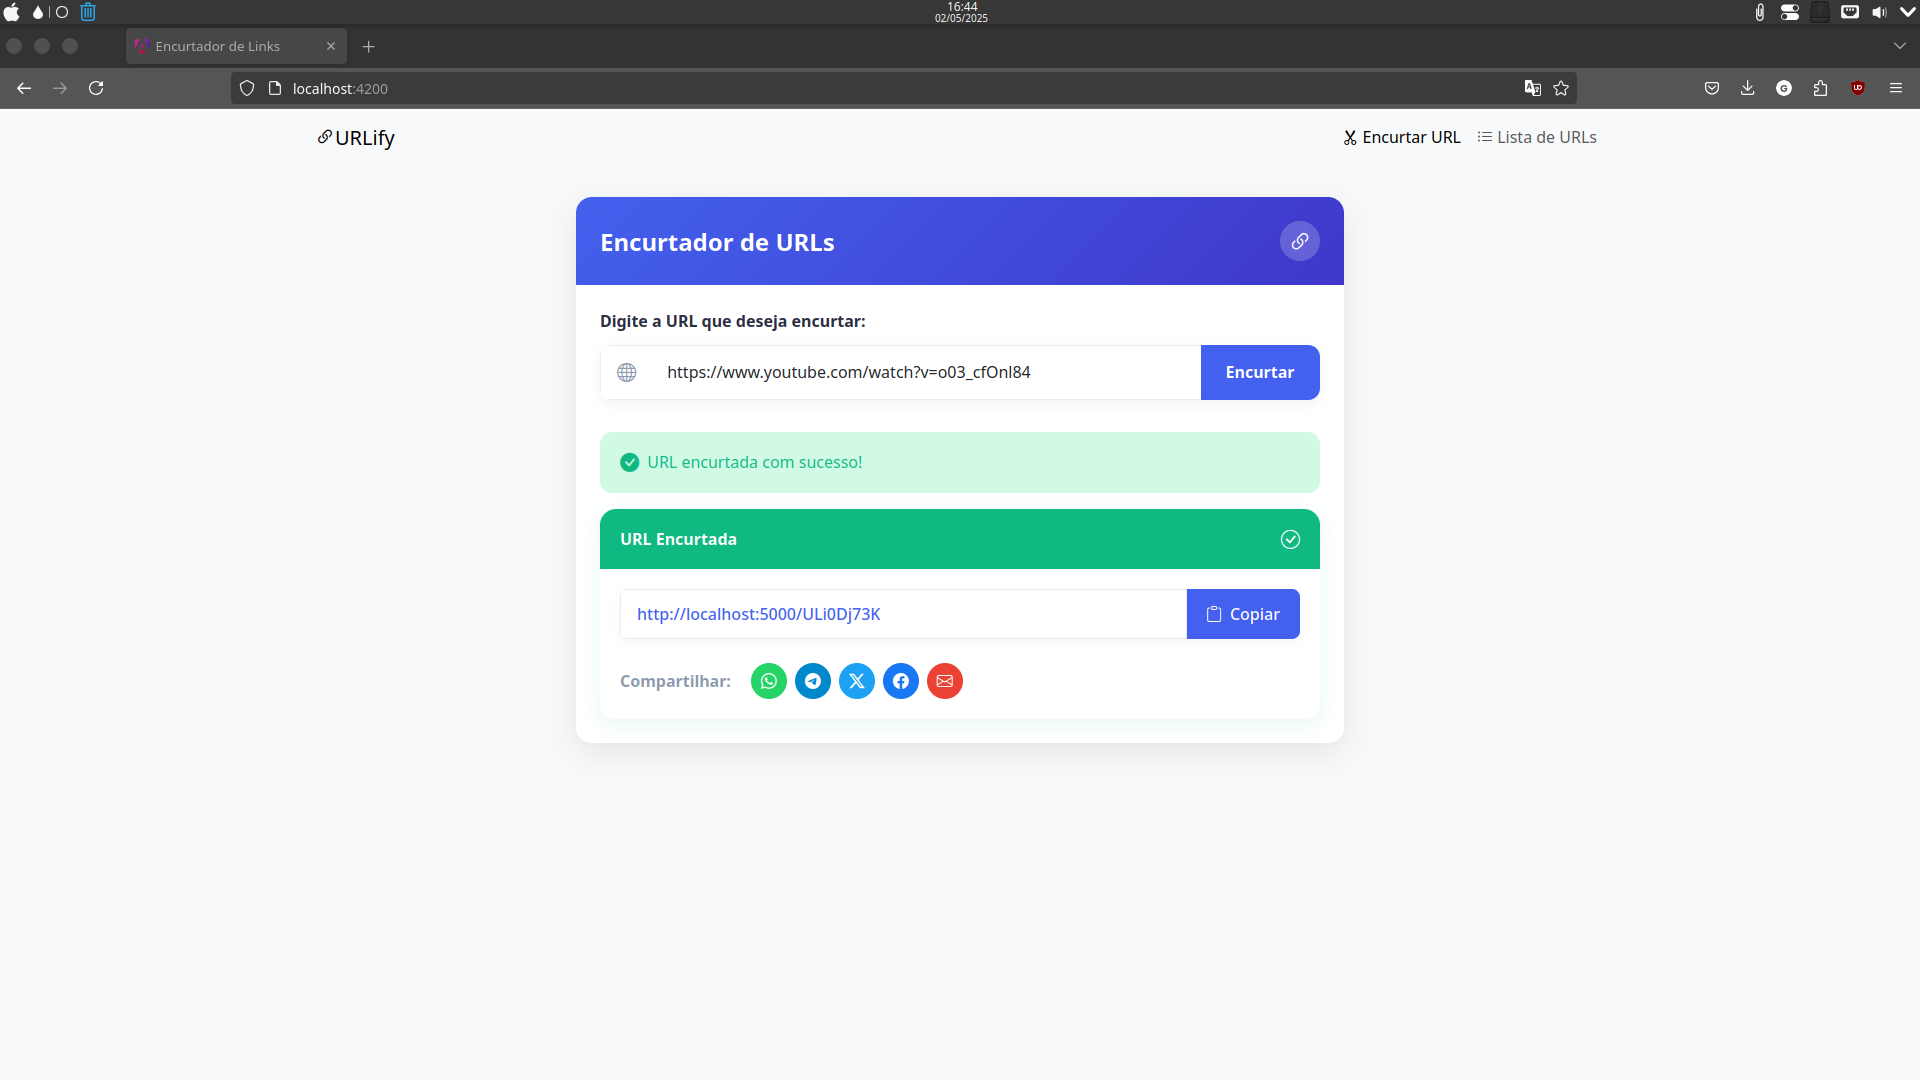 16:44
02/05/2025
Encurtador de Links
localhost:4200
URLify
Encurtar URL
Lista de URLs
Encurtador de URLs
Digite a URL que deseja encurtar:
https://www.youtube.com/watch?v=o03_cfOnl84
Encurtar
URL encurtada com sucesso!
URL Encurtada
http://localhost:5000/ULi0Dj73K
Copiar
Compartilhar: